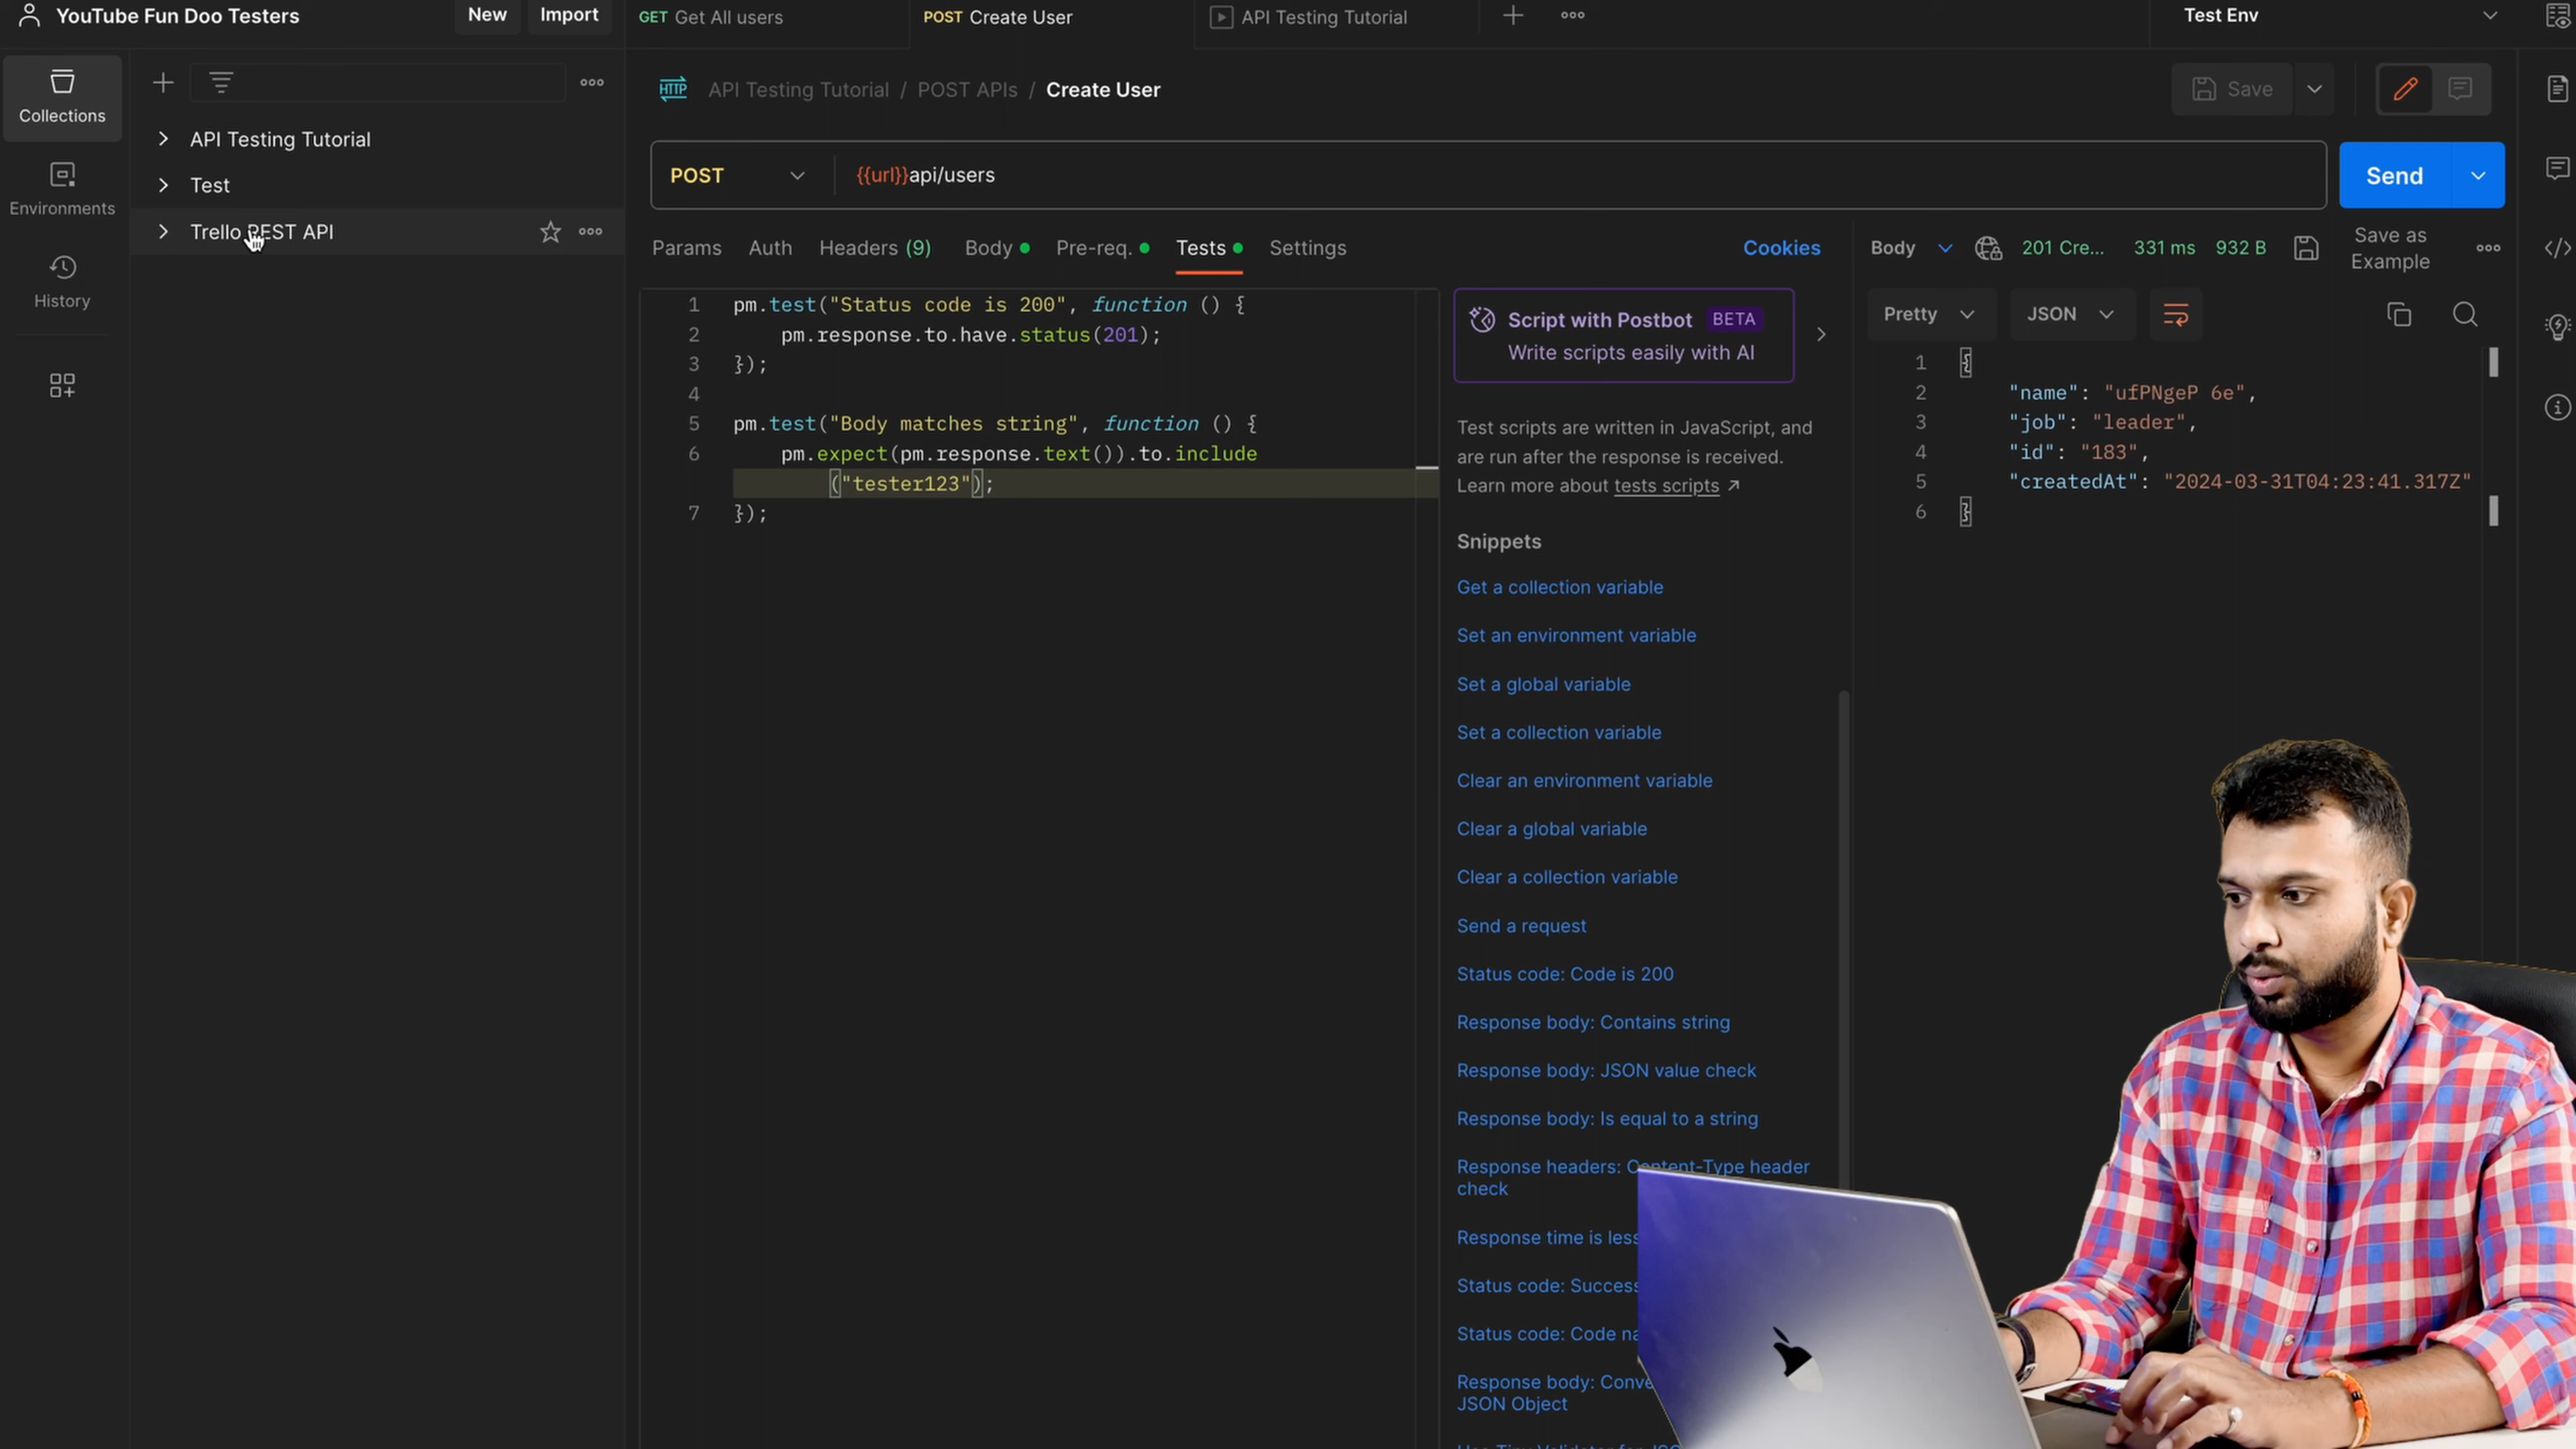 YouTube Fun Doo Testers
New
Import
GET Get All users
POST Create User
API Testing Tutorial
Test Env
Collections
Environments
History
API Testing Tutorial
Test
Trello REST API
HTTP
API Testing Tutorial / POST APIs / Create User
Save
POST
{{url}}api/users
Send
Params
Auth
Headers (9)
Body
Pre-req.
Tests
Settings
Cookies
1 pm.test("Status code is 200", function () {
2 pm.response.to.have.status(201);
3 });
4
5 pm.test("Body matches string", function () {
6 pm.expect(pm.response.text()).to.include
("tester123");
7 });
Script with Postbot BETA
Write scripts easily with AI
Test scripts are written in JavaScript, and
are run after the response is received.
Learn more about tests scripts ↗
Snippets
Get a collection variable
Set an environment variable
Set a global variable
Set a collection variable
Clear an environment variable
Clear a global variable
Clear a collection variable
Send a request
Status code: Code is 200
Response body: Contains string
Response body: JSON value check
Response body: Is equal to a string
Response headers: Content-Type header
check
Response time is less
Status code: Success
Status code: Code
Response body:
JSON Object
Body
201 Cre...
331 ms
932 B
Save as
Example
Pretty
JSON
1 {
2 "name": "ufPNgeP 6e",
3 "job": "leader",
4 "id": "183",
5 "createdAt": "2024-03-31T04:23:41.317Z"
6 }